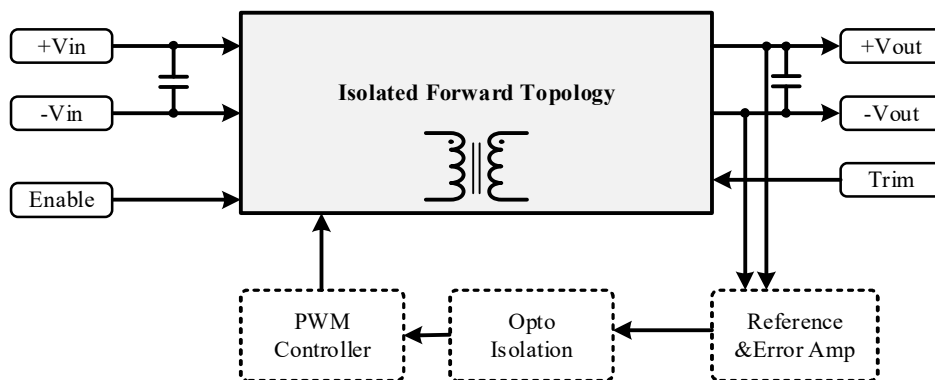 +Vin
+Vout
Isolated Forward Topology
-Vin
-Vout
Enable
Trim
PWM
Controller
Opto
Isolation
Reference
&Error Amp